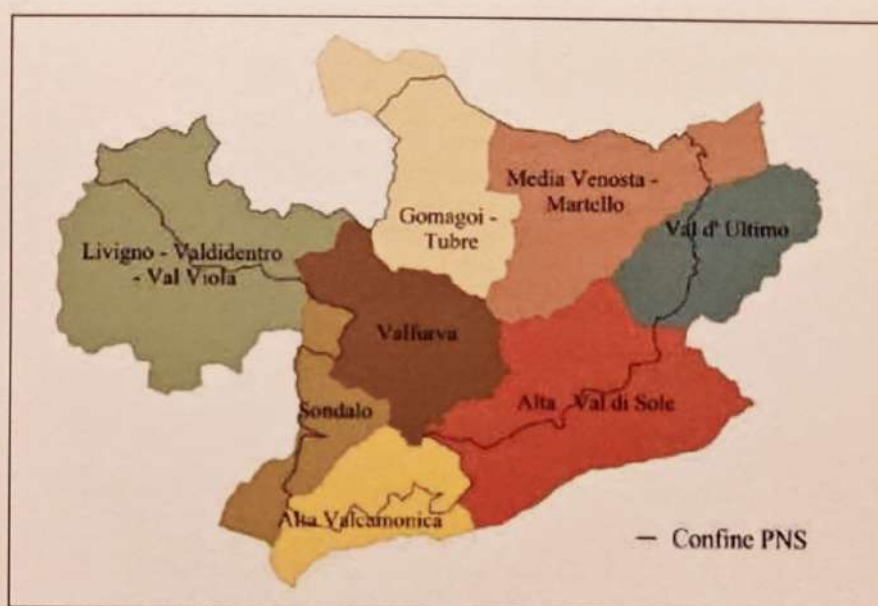 Media Venosta -
Martello
Gomagoi -
Tubre
Val d' Ultimo
Livigno - Valdidentro
- Val Viola
Valfurva
Sondalo
Alta Val di Sole
Alta Valcamonica
— Confine PNS